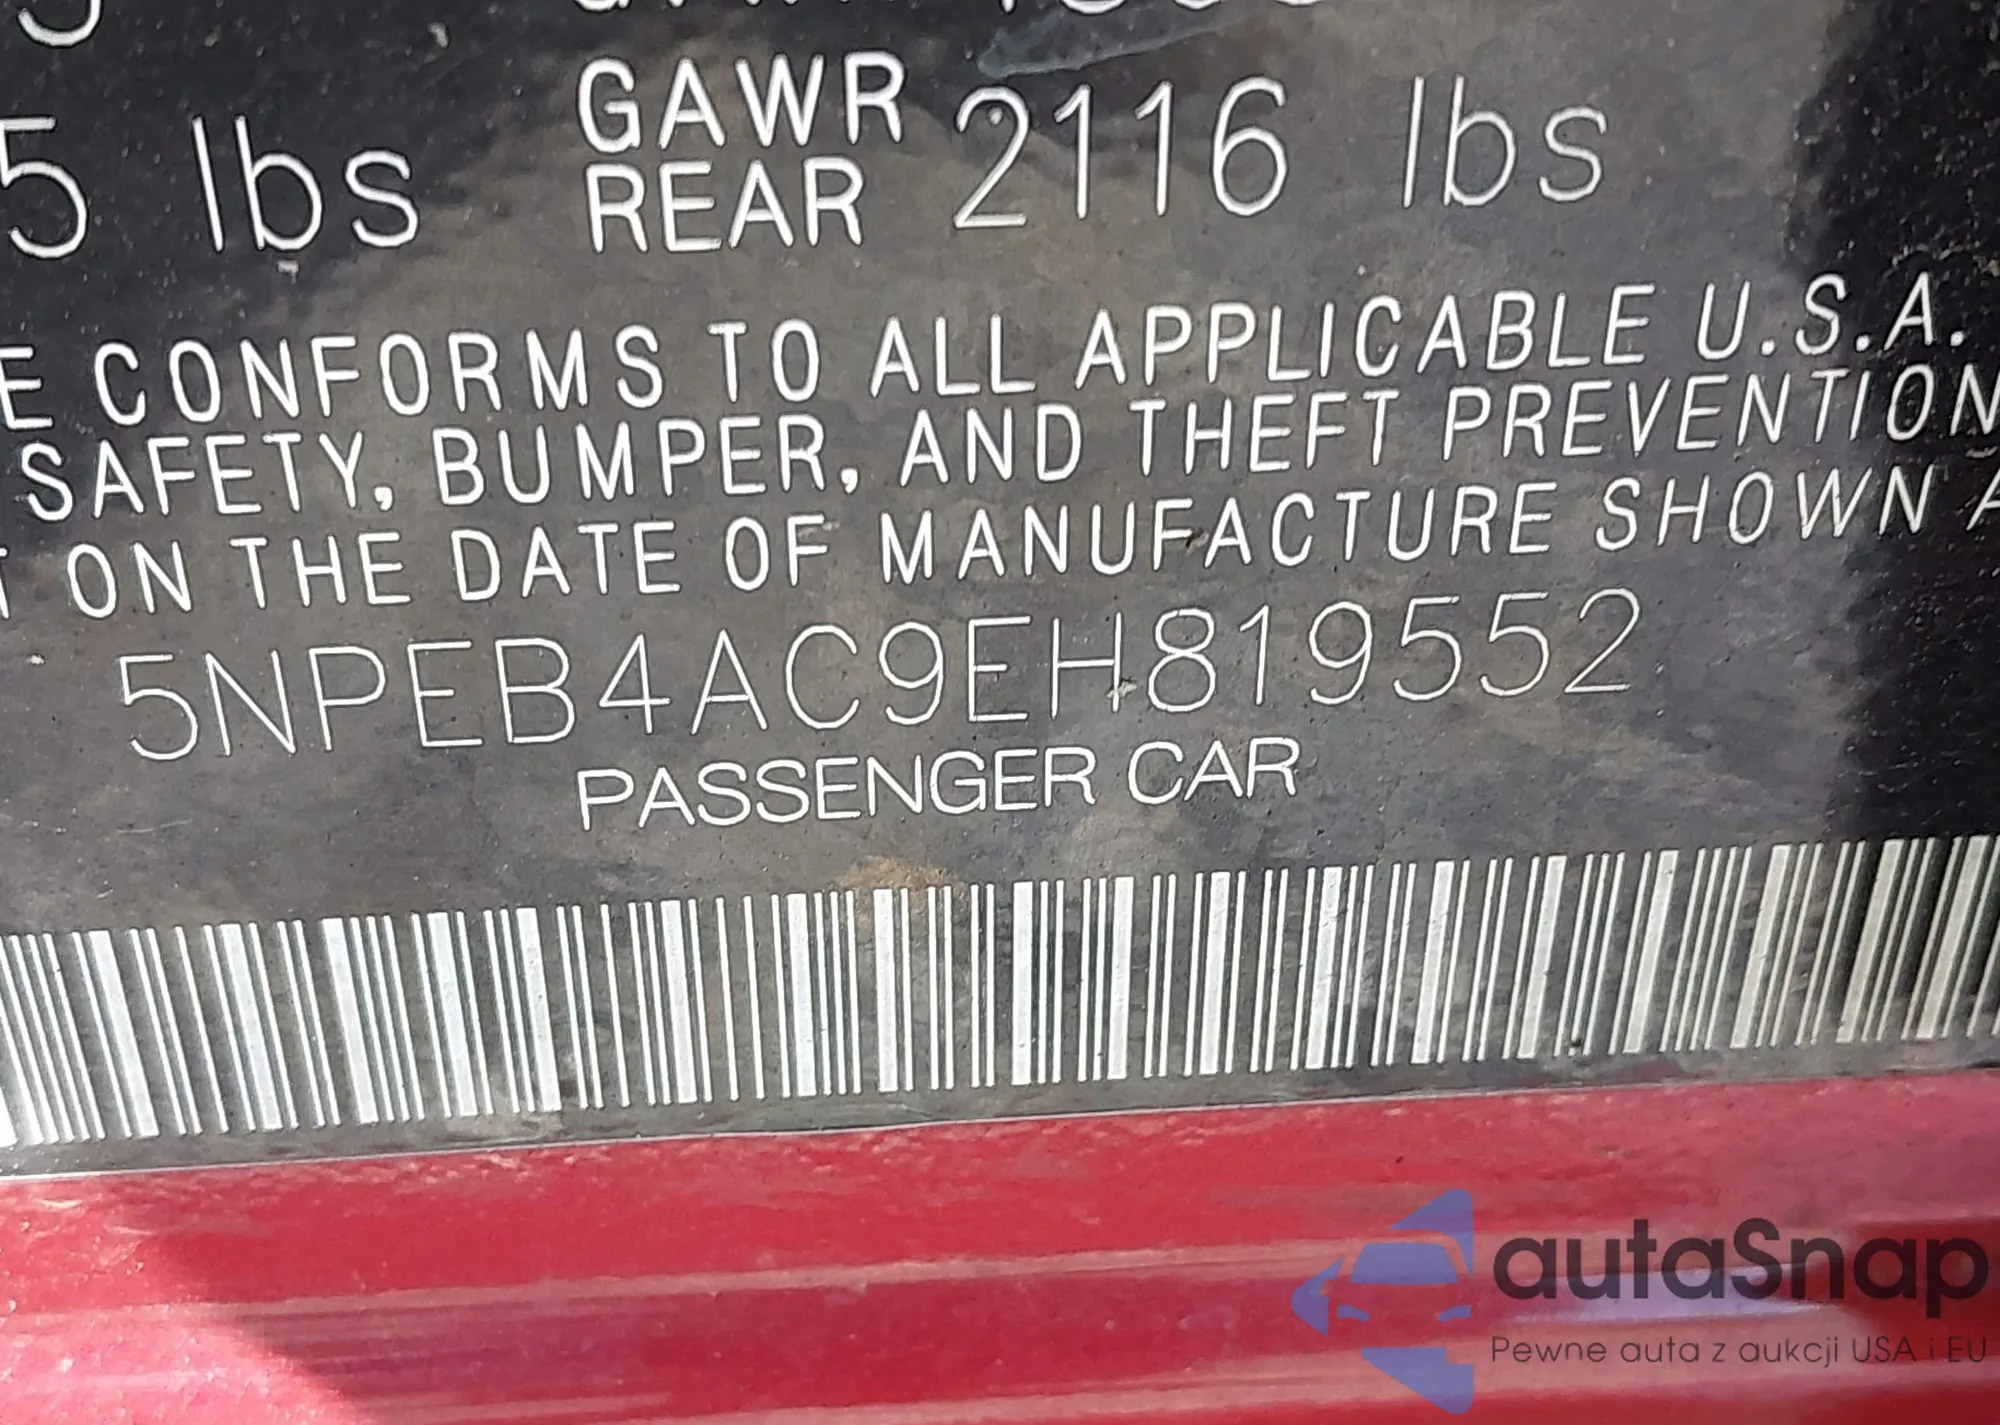 5 lbs GAWR REAR 2116 lbs
E CONFORMS TO ALL APPLICABLE U.S.A.
SAFETY, BUMPER, AND THEFT PREVENTION
ON THE DATE OF MANUFACTURE SHOWN A
5NPEB4AC9EH819552
PASSENGER CAR
autaSnap
Pewne auta z aukcji USA i EU